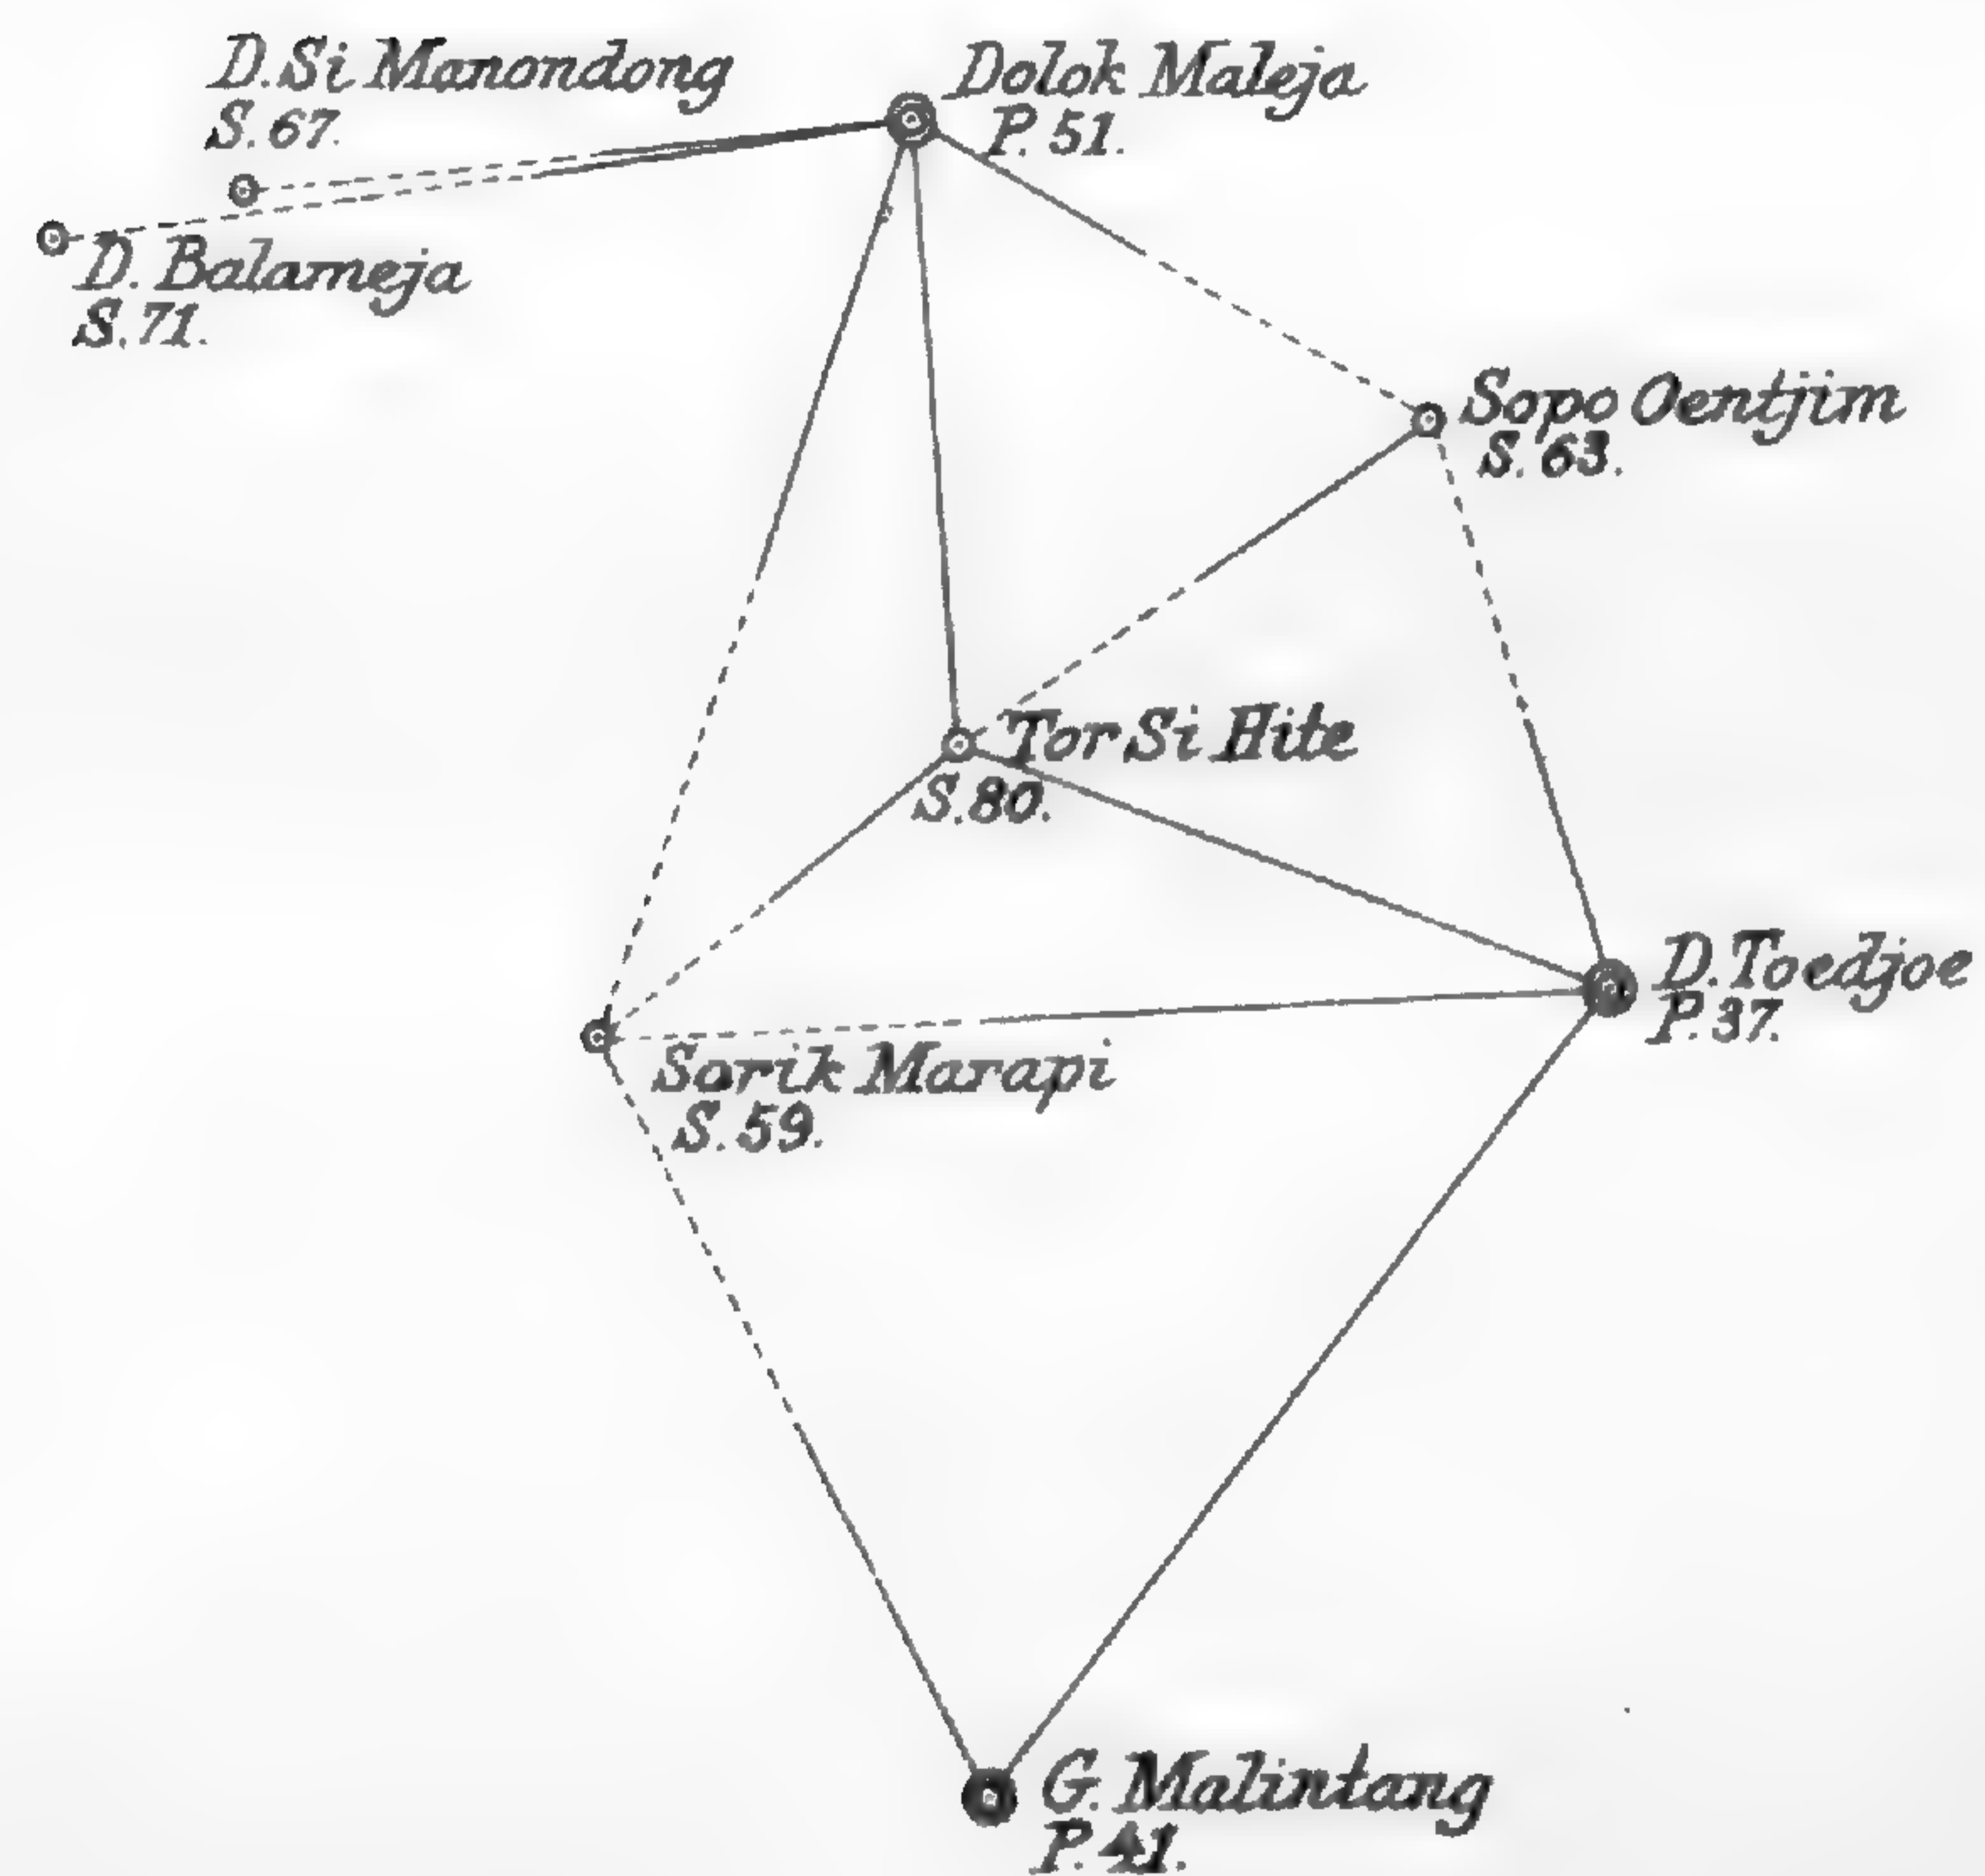 D. Si Manondong
S. 67.
Dolok Maleja
P. 51.
D. Balameja
S. 71.
Sopo Oentjim
S. 63.
Tor Si Hite
S. 80.
D. Toedjoe
P. 37.
Sorik Marapi
S. 59.
G. Malintang
P. 41.